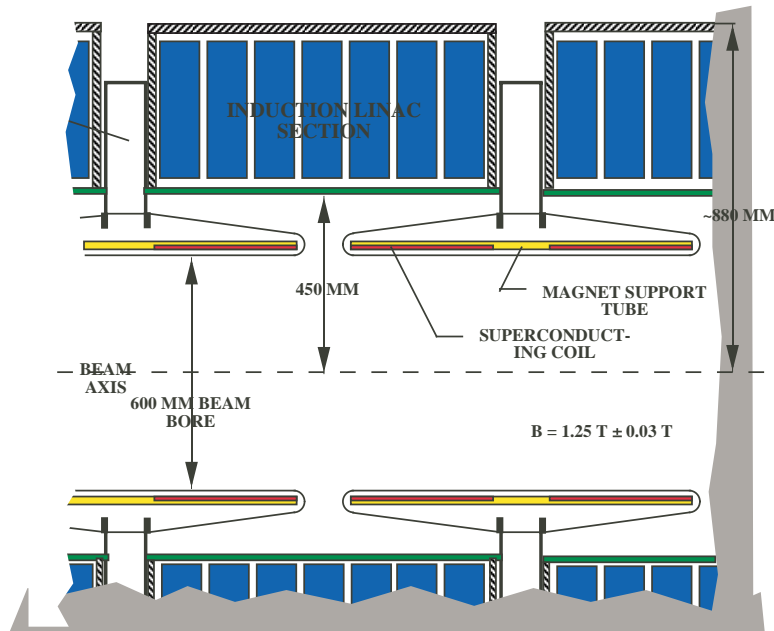 INDUCTION LINAC
SECTION
~880 MM
450 MM
MAGNET SUPPORT
TUBE
SUPERCONDUCT-
ING COIL
BEAM
AXIS
600 MM BEAM
BORE
B = 1.25 T ± 0.03 T